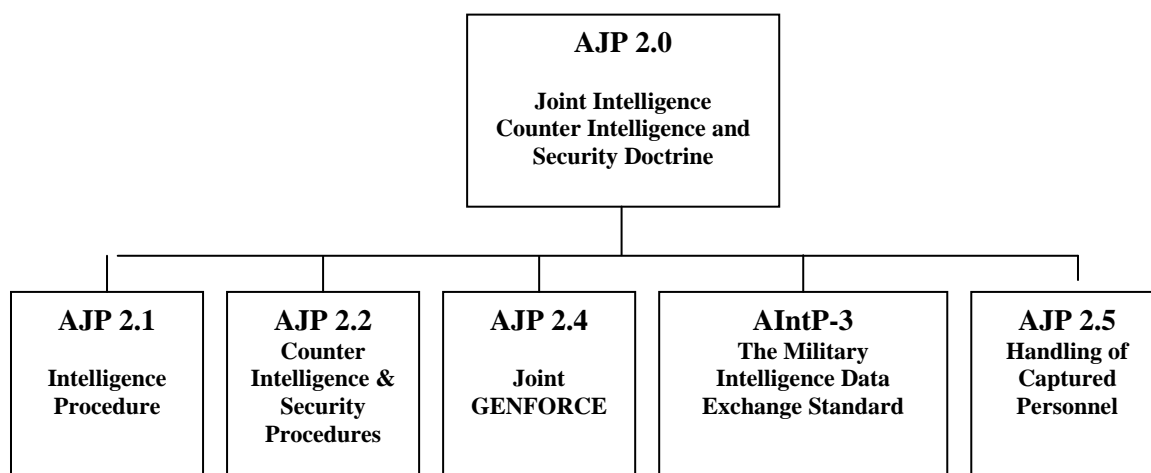 AJP 2.0
Joint Intelligence
Counter Intelligence and
Security Doctrine
AJP 2.1
Intelligence
Procedure
AJP 2.2
Counter
Intelligence &
Security
Procedures
AJP 2.4
Joint
GENFORCE
AIntP-3
The Military
Intelligence Data
Exchange Standard
AJP 2.5
Handling of
Captured
Personnel